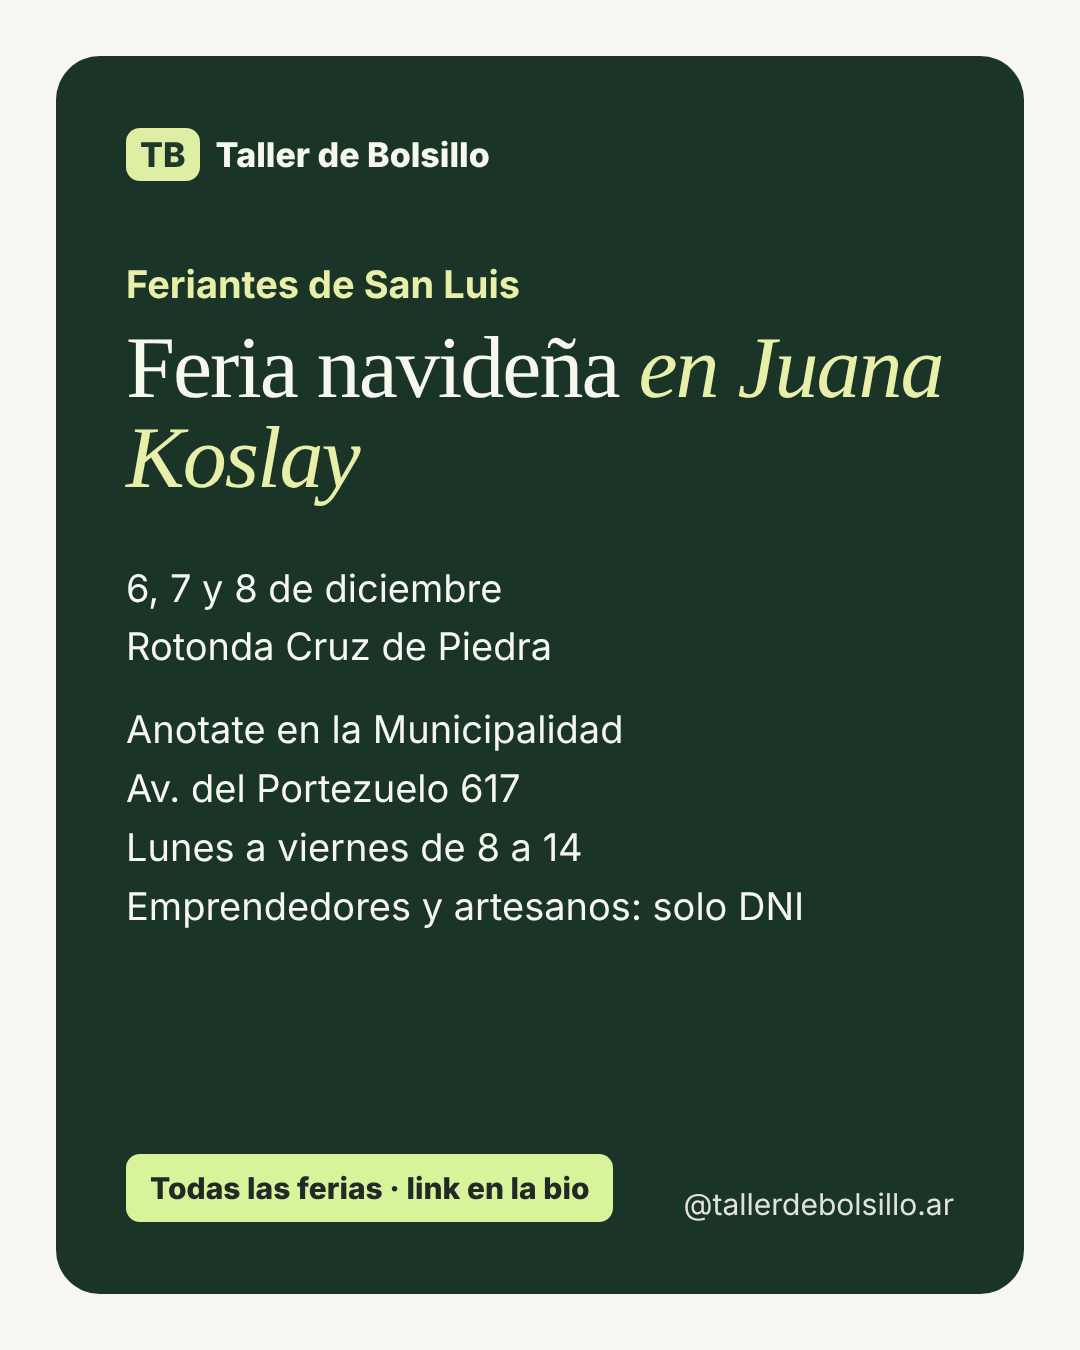 TB Taller de Bolsillo
Feriantes de San Luis
Feria navideña en Juana
Koslay
6, 7 y 8 de diciembre
Rotonda Cruz de Piedra
Anotate en la Municipalidad
Av. del Portezuelo 617
Lunes a viernes de 8 a 14
Emprendedores y artesanos: solo DNI
Todas las ferias · link en la bio
@tallerdebolsillo.ar